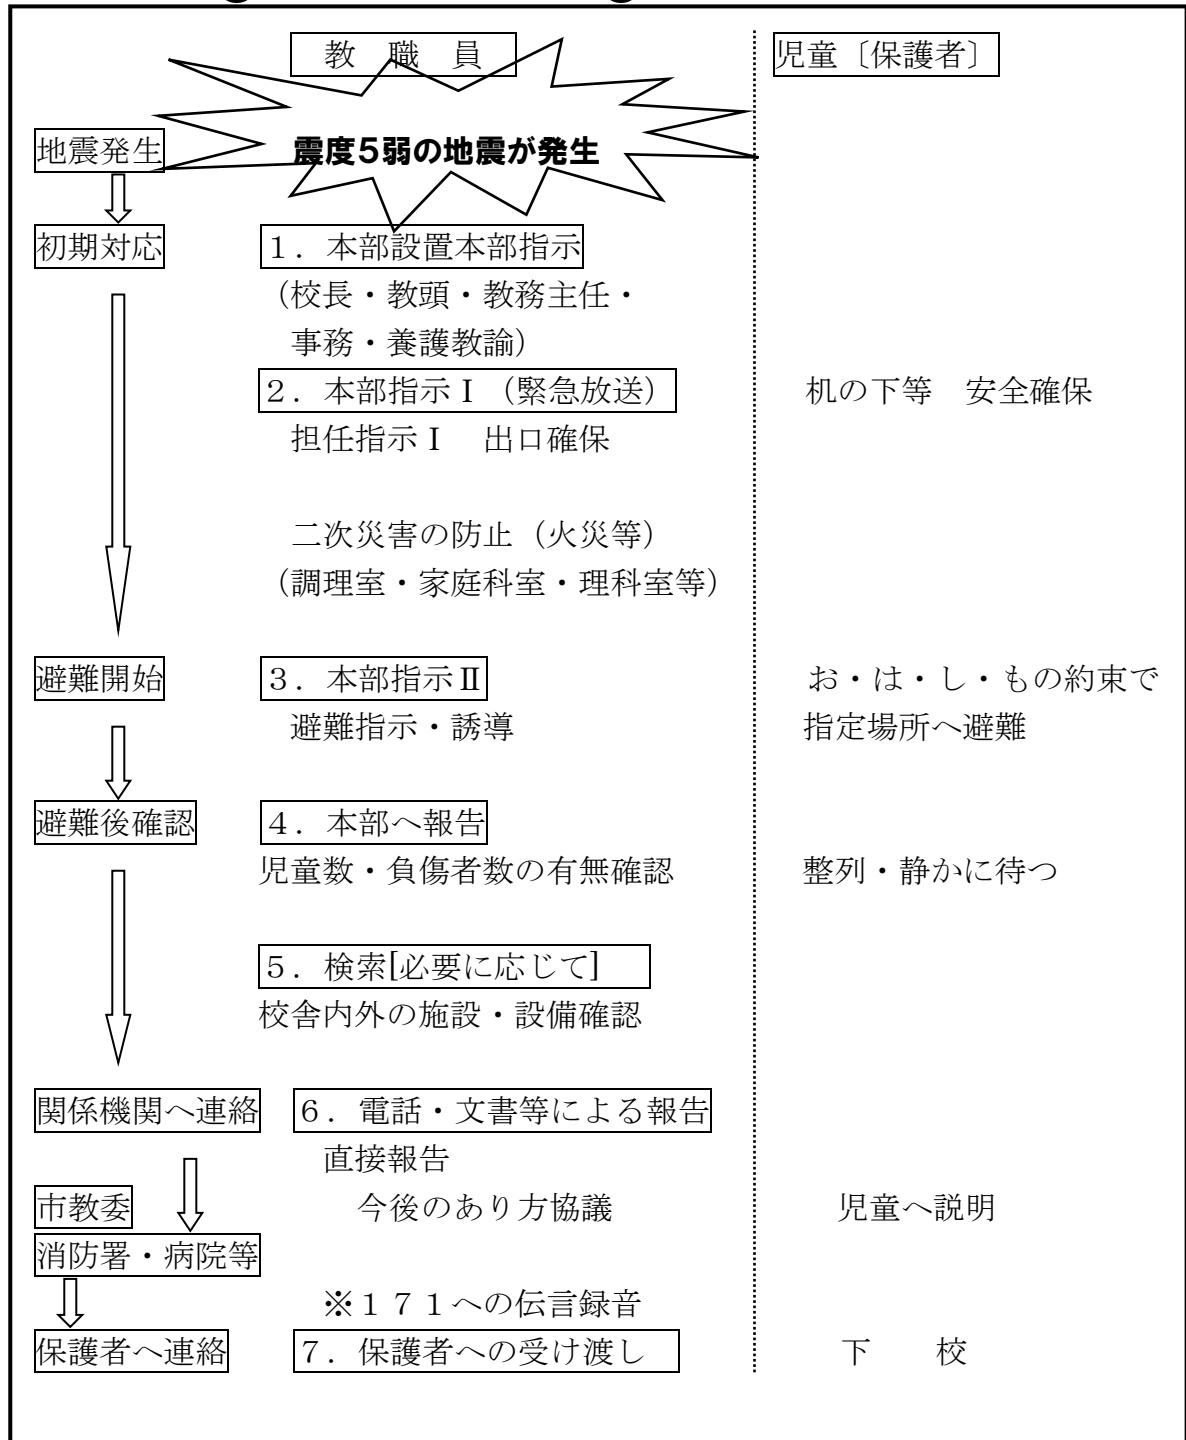 教　職　員　児童〔保護者〕
震度５弱の地震が発生
地震発生
初期対応　１．本部設置本部指示
（校長・教頭・教務主任・
事務・養護教諭）
２．本部指示Ⅰ（緊急放送）　机の下等　安全確保
担任指示Ⅰ　出口確保
二次災害の防止（火災等）
（調理室・家庭科室・理科室等）
避難開始　３．本部指示Ⅱ　お・は・し・もの約束で
避難指示・誘導　指定場所へ避難
避難後確認　４．本部へ報告
児童数・負傷者数の有無確認　整列・静かに待つ
５．検索[必要に応じて]
校舎内外の施設・設備確認
関係機関へ連絡　６．電話・文書等による報告
直接報告
市教委　今後のあり方協議　児童へ説明
消防署・病院等
※１７１への伝言録音
保護者へ連絡　７．保護者への受け渡し　下　　校